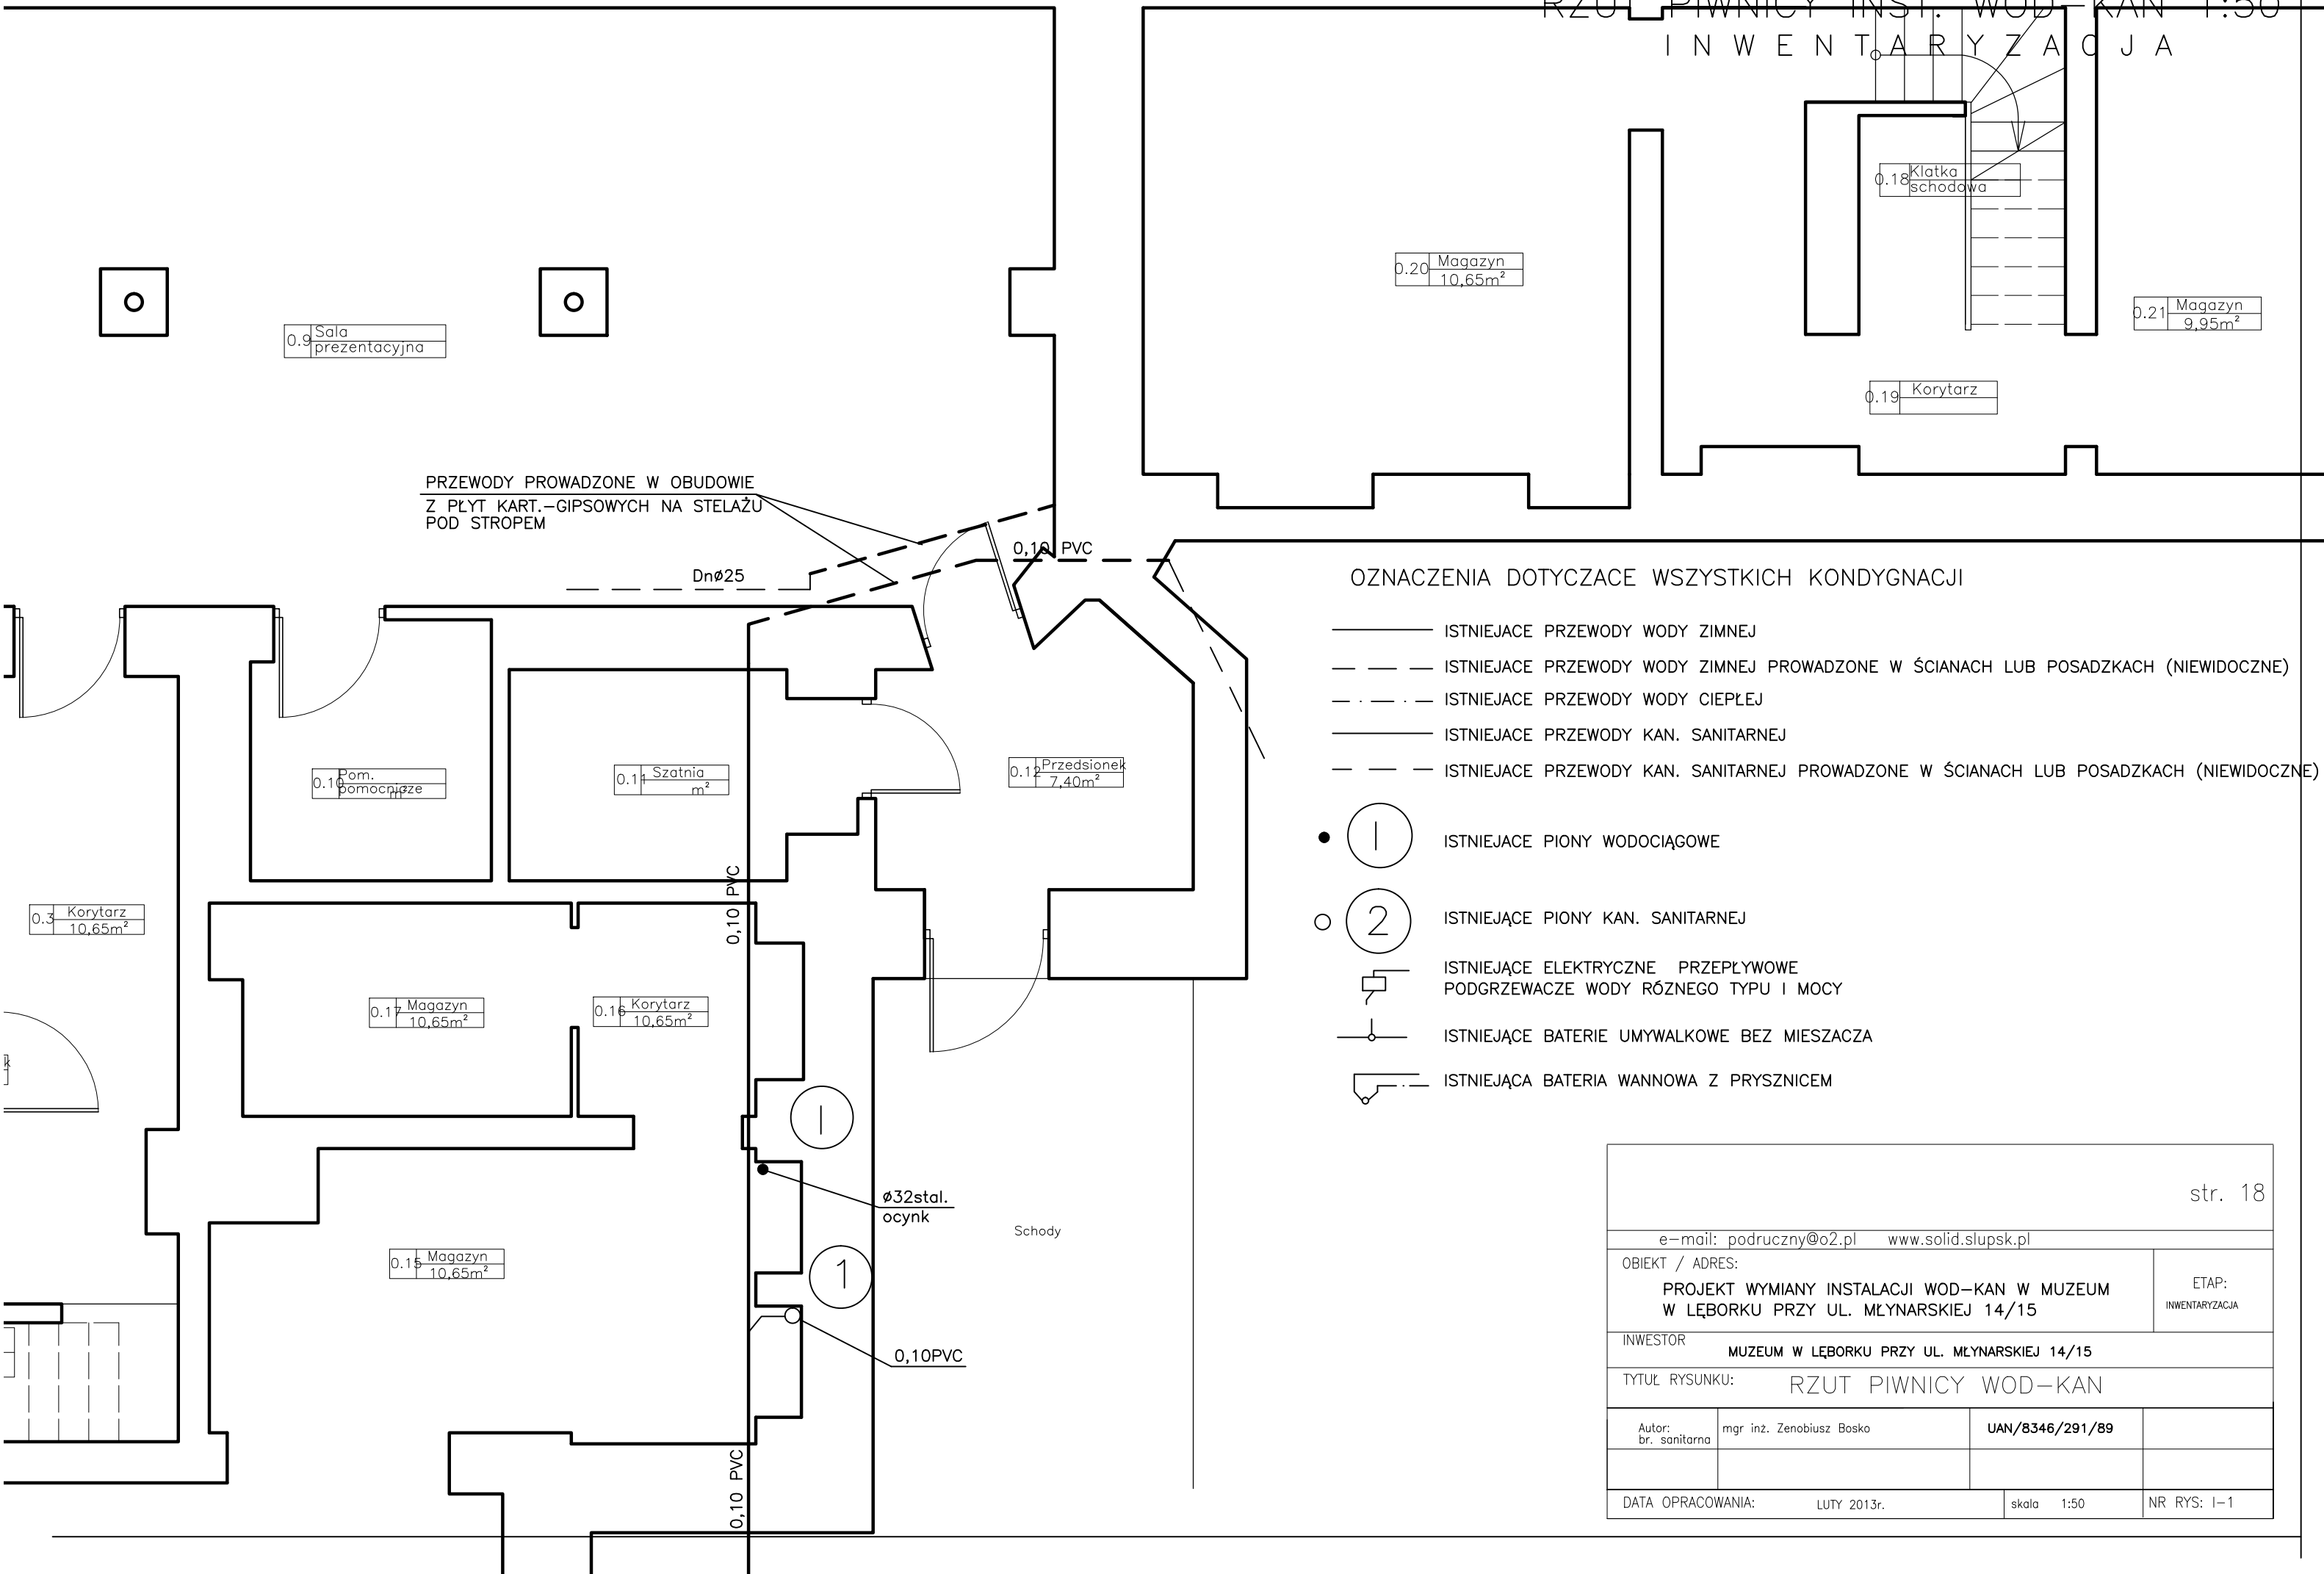 RZUT PIWNICY INST. WOD-KAN 1:50
INWENTARYZACJA
0.18 Klatka
schodowa
0.20 Magazyn
10,65m²
0.21 Magazyn
9,95m²
0.9 Sala
prezentacyjna
0.19 Korytarz
PRZEWODY PROWADZONE W OBUDOWIE
Z PŁYT KART.-GIPSOWYCH NA STELAŻU
POD STROPEM
0,10 PVC
Dnø25
0.10 Pom.
pomocnicze
m²
0.11 Szatnia
m²
0.12 Przedsionek
7,40m²
0,10 PVC
0.3 Korytarz
10,65m²
0.17 Magazyn
10,65m²
0.16 Korytarz
10,65m²
k
I
ø32stal.
ocynk
Schody
0.15 Magazyn
10,65m²
1
0,10PVC
0,10 PVC
OZNACZENIA DOTYCZACE WSZYSTKICH KONDYGNACJI
ISTNIEJACE PRZEWODY WODY ZIMNEJ
ISTNIEJACE PRZEWODY WODY ZIMNEJ PROWADZONE W ŚCIANACH LUB POSADZKACH (NIEWIDOCZNE)
ISTNIEJACE PRZEWODY WODY CIEPŁEJ
ISTNIEJACE PRZEWODY KAN. SANITARNEJ
ISTNIEJACE PRZEWODY KAN. SANITARNEJ PROWADZONE W ŚCIANACH LUB POSADZKACH (NIEWIDOCZNE)
I ISTNIEJACE PIONY WODOCIĄGOWE
2 ISTNIEJĄCE PIONY KAN. SANITARNEJ
ISTNIEJĄCE ELEKTRYCZNE PRZEPŁYWOWE
PODGRZEWACZE WODY RÓZNEGO TYPU I MOCY
ISTNIEJĄCE BATERIE UMYWALKOWE BEZ MIESZACZA
ISTNIEJĄCA BATERIA WANNOWA Z PRYSZNICEM
str. 18
e-mail: podruczny@o2.pl www.solid.slupsk.pl
OBIEKT / ADRES:
PROJEKT WYMIANY INSTALACJI WOD-KAN W MUZEUM
W LĘBORKU PRZY UL. MŁYNARSKIEJ 14/15
ETAP:
INWENTARYZACJA
INWESTOR
MUZEUM W LĘBORKU PRZY UL. MŁYNARSKIEJ 14/15
TYTUŁ RYSUNKU: RZUT PIWNICY WOD-KAN
Autor:
br. sanitarna
mgr inż. Zenobiusz Bosko
UAN/8346/291/89
DATA OPRACOWANIA: LUTY 2013r. skala 1:50 NR RYS: I-1